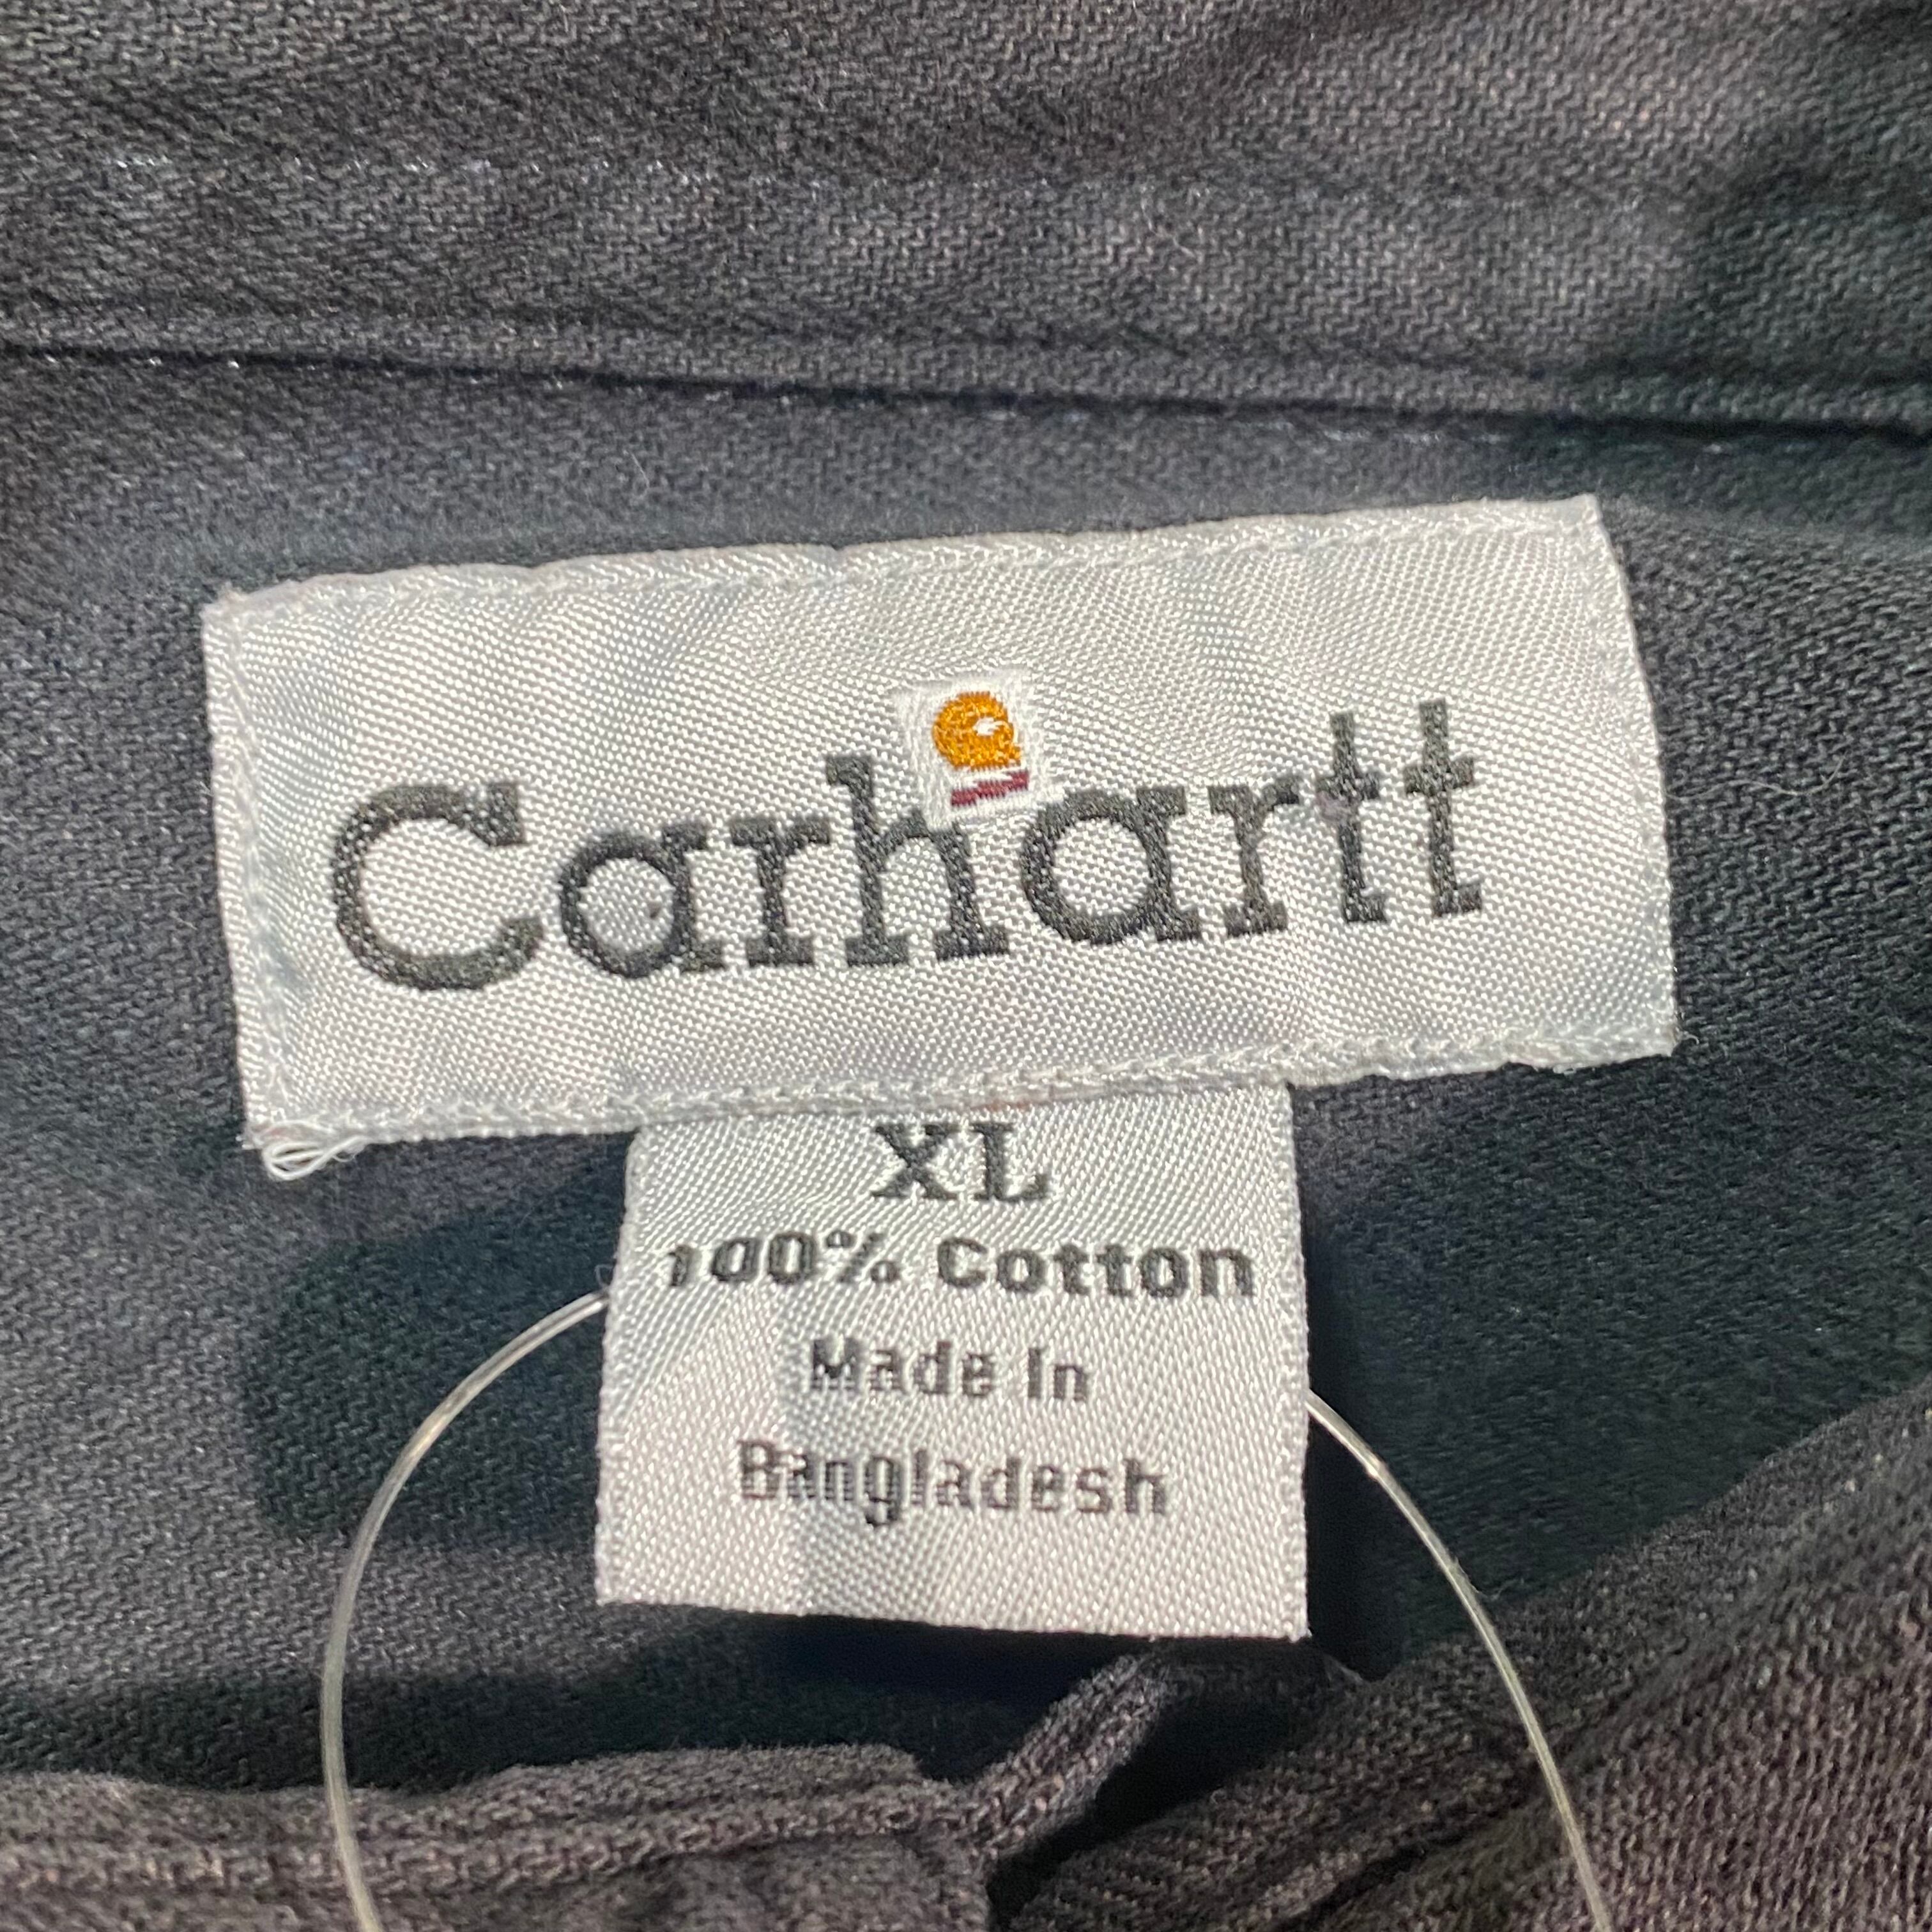 Carhartt
XL
100% Cotton
Made In
Bangladesh